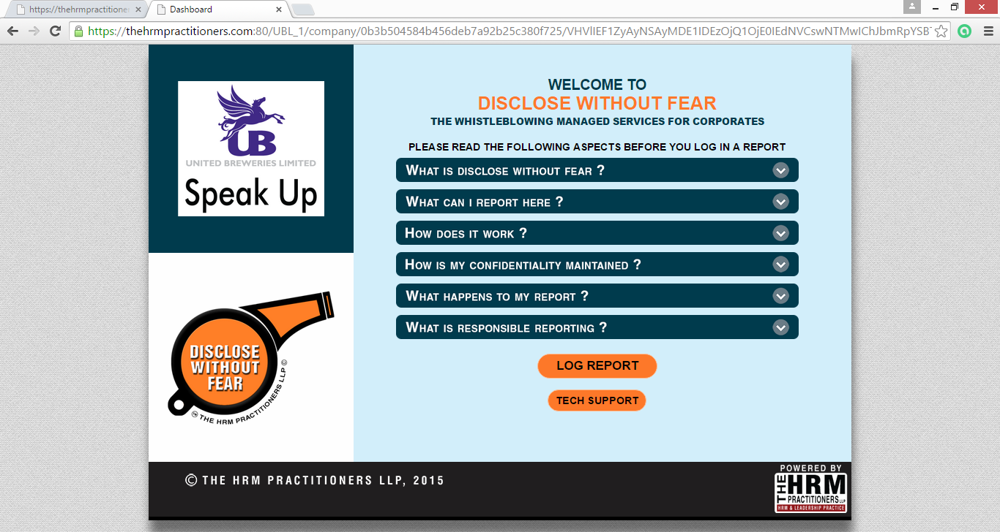 https://thehrmpractitioner
Dashboard
https://thehrmpractitioners.com:80/UBL_1/company/0b3b504584b456deb7a92b25c380f725/VHVlIEF1ZyAyNSAyMDE1IDEzOjQ1OjE0IEdNVCswNTMwIChJbmRpYSBT
UB
UNITED BREWERIES LIMITED
Speak Up
WELCOME TO
DISCLOSE WITHOUT FEAR
THE WHISTLEBLOWING MANAGED SERVICES FOR CORPORATES
PLEASE READ THE FOLLOWING ASPECTS BEFORE YOU LOG IN A REPORT
WHAT IS DISCLOSE WITHOUT FEAR ?
WHAT CAN I REPORT HERE ?
HOW DOES IT WORK ?
HOW IS MY CONFIDENTIALITY MAINTAINED ?
WHAT HAPPENS TO MY REPORT ?
WHAT IS RESPONSIBLE REPORTING ?
LOG REPORT
TECH SUPPORT
DISCLOSE
WITHOUT
FEAR
THE HRM PRACTITIONERS LLP ©
© THE HRM PRACTITIONERS LLP, 2015
POWERED BY
THE HRM
PRACTITIONERS LLP
HRM & LEADERSHIP PRACTICE